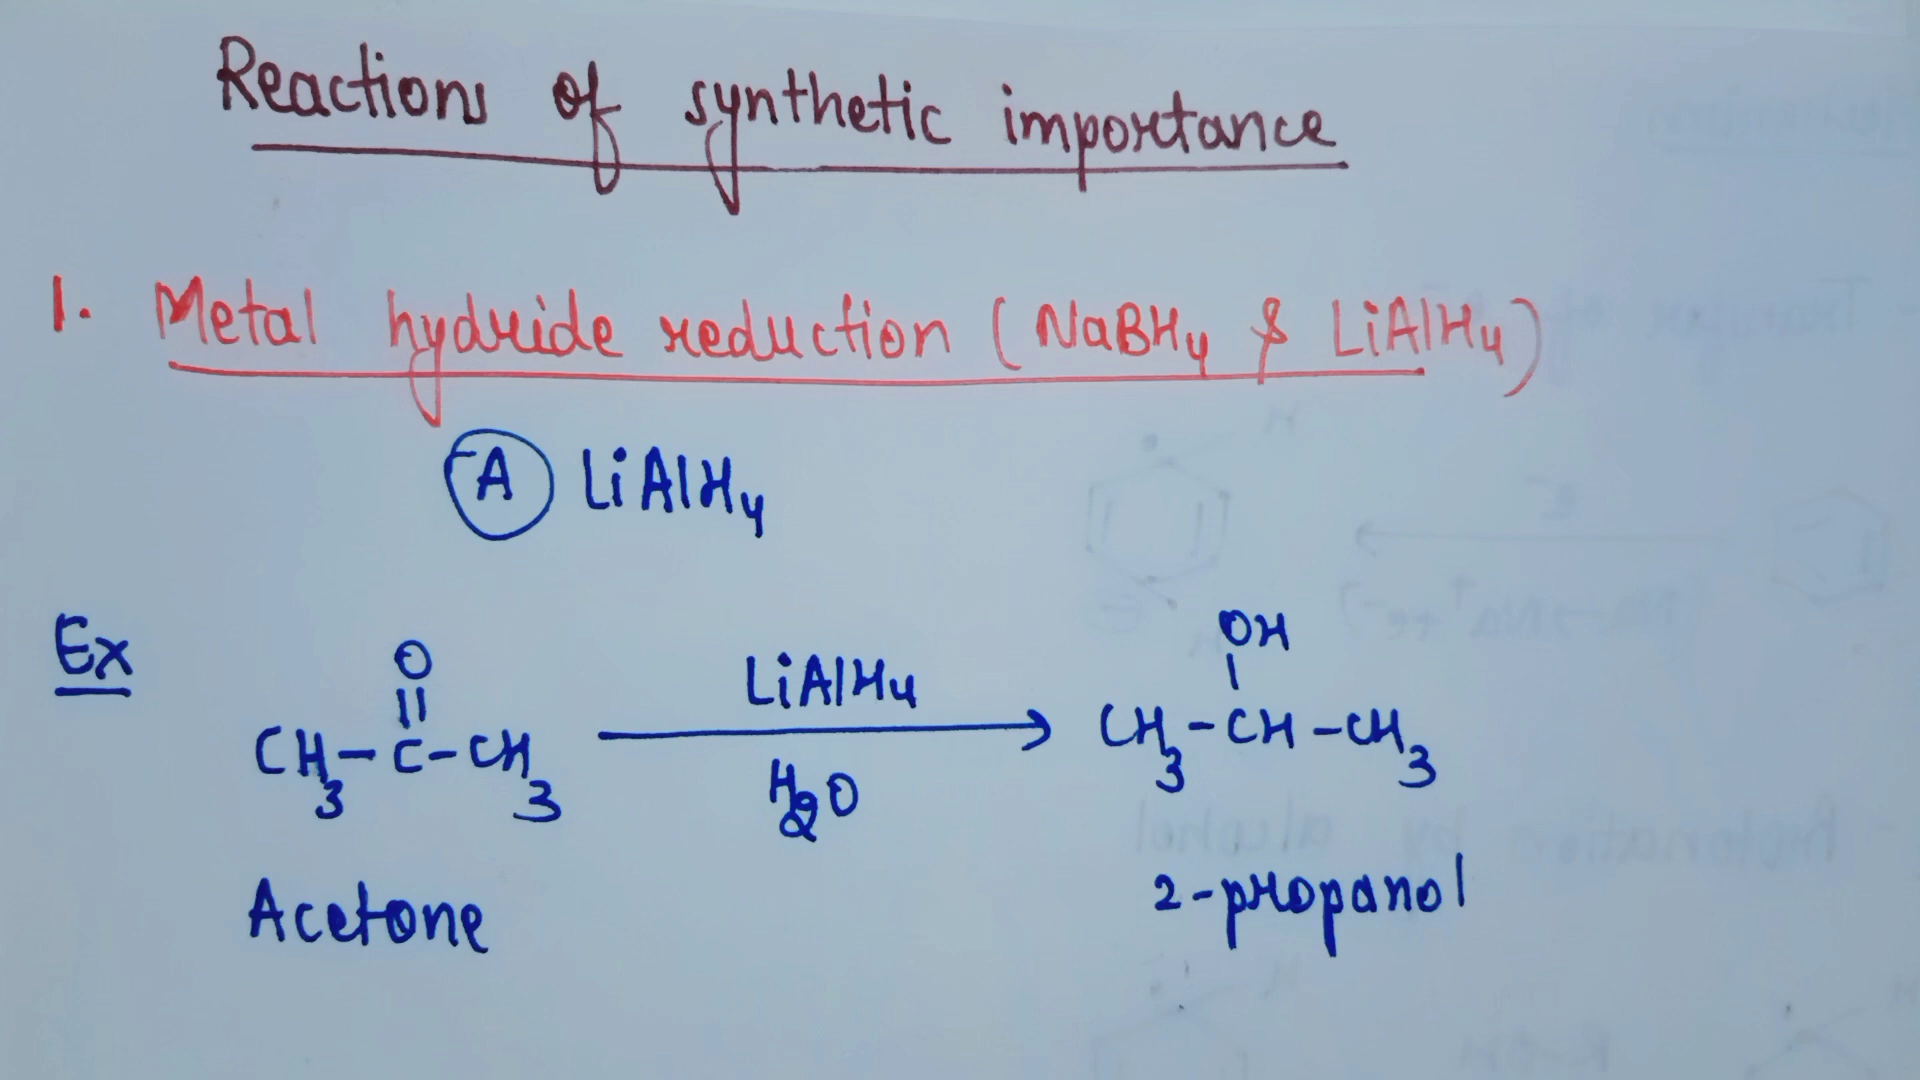 Reactions of synthetic importance
1. Metal hydride reduction (NaBH4 & LiAlH4)
A LiAlH4
Ex
O
||
CH3-C-CH3
LiAlH4
H2O
OH
|
CH3-CH-CH3
Acetone
2-propanol